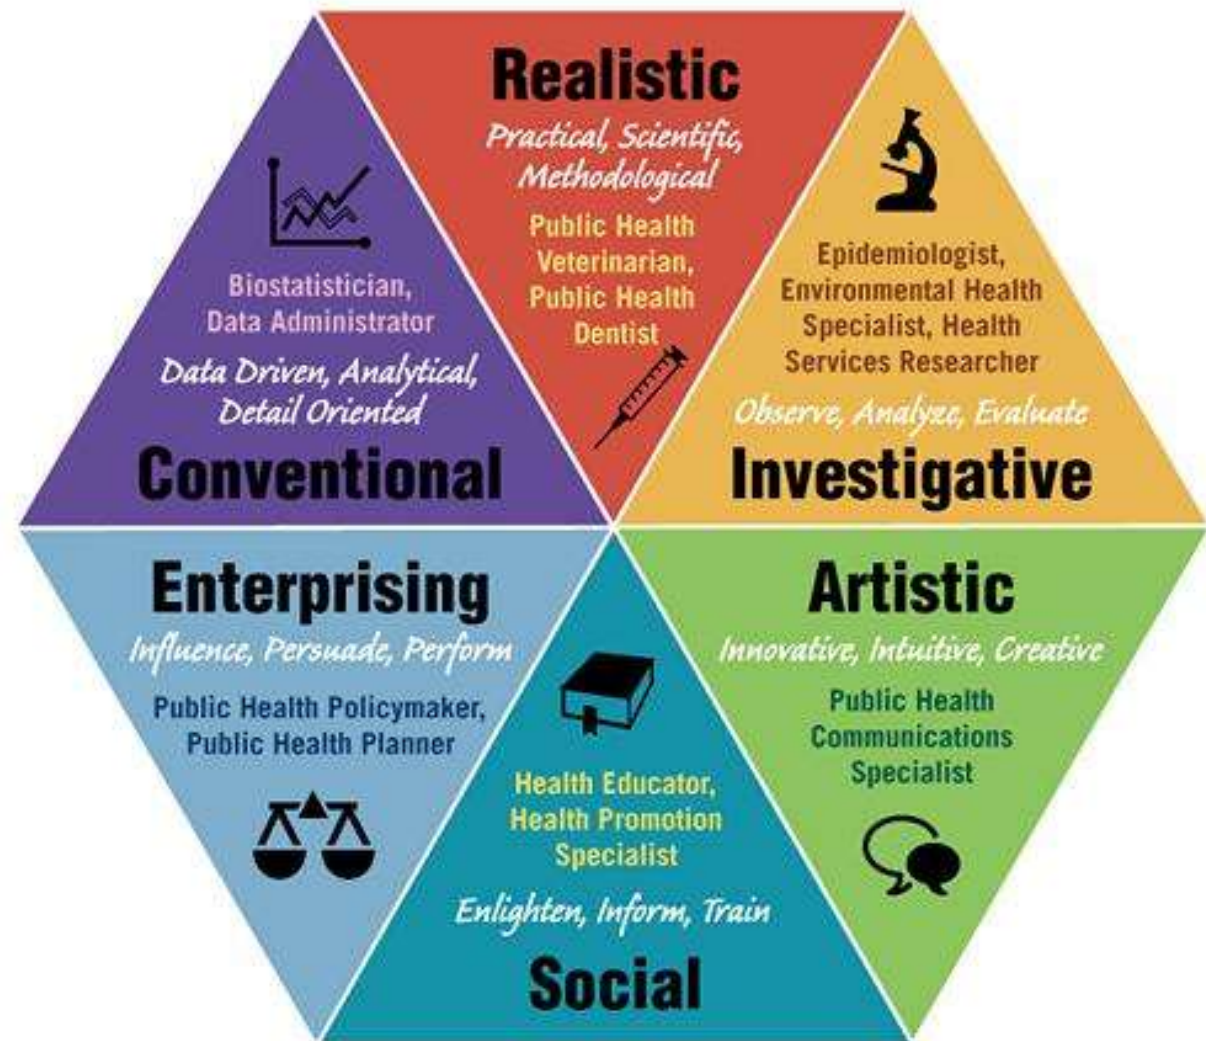 Realistic
Practical, Scientific,
Methodological
Public Health
Veterinarian,
Public Health
Dentist
Biostatistician,
Data Administrator
Data Driven, Analytical,
Detail Oriented
Conventional
Epidemiologist,
Environmental Health
Specialist, Health
Services Researcher
Observe, Analyze, Evaluate
Investigative
Enterprising
Influence, Persuade, Perform
Public Health Policymaker,
Public Health Planner
Health Educator,
Health Promotion
Specialist
Enlighten, Inform, Train
Social
Artistic
Innovative, Intuitive, Creative
Public Health
Communications
Specialist